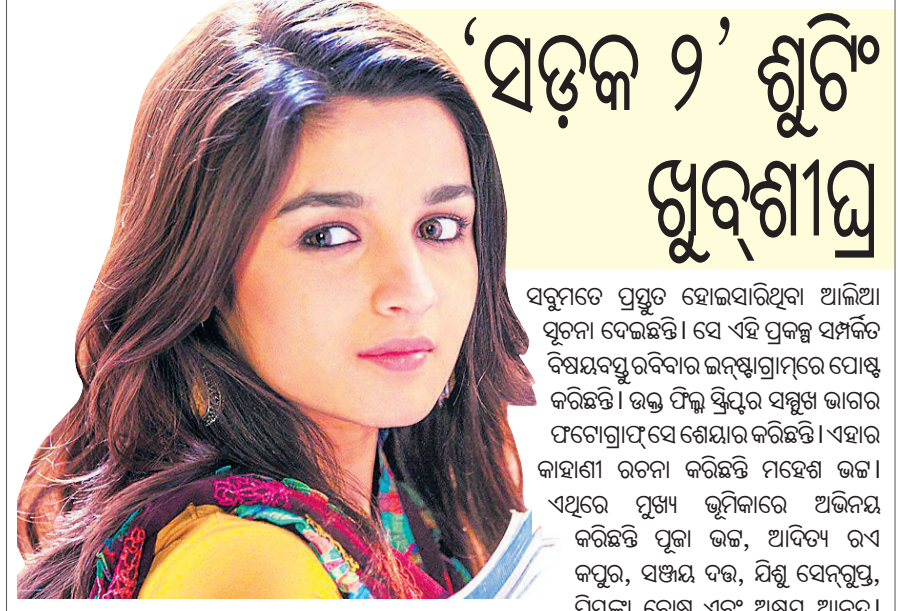 ‘ସଡ଼କ ୨’ ଶୁଟିଂ
ଖୁବ୍‌ଶୀଘ୍ର
ସବୁମତେ ପ୍ରସ୍ତୁତ ହୋଇସାରିଥିବା ଆଲିଆ
ସୂଚନା ଦେଇଛନ୍ତି। ସେ ଏହି ପ୍ରକଳ୍ପ ସମ୍ପର୍କିତ
ବିଷୟବସ୍ତୁ ରବିବାର ଇନ୍‌ଷ୍ଟାଗ୍ରାମ୍‌ରେ ପୋଷ୍ଟ
କରିଛନ୍ତି। ଉକ୍ତ ଫିଲ୍ମ ସ୍କ୍ରିପ୍ଟର ସମ୍ମୁଖ ଭାଗର
ଫଟୋଗ୍ରାଫ୍ ସେ ଶେୟାର କରିଛନ୍ତି। ଏହାର
କାହାଣୀ ରଚନା କରିଛନ୍ତି ମହେଶ ଭଟ୍ଟ।
ଏଥିରେ ମୁଖ୍ୟ ଭୂମିକାରେ ଅଭିନୟ
କରିଛନ୍ତି ପୂଜା ଭଟ୍ଟ, ଆଦିତ୍ୟ ରଏ
କପୁର, ସଞ୍ଜୟ ଦତ୍ତ, ଯିଶୁ ସେନ୍‌ଗୁପ୍ତ,